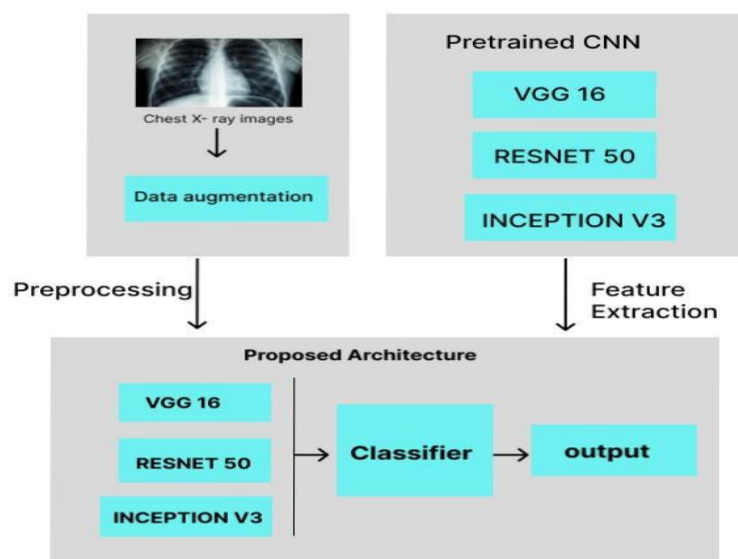 Chest X- ray images
Data augmentation
Pretrained CNN
VGG 16
RESNET 50
INCEPTION V3
Preprocessing
Feature
Extraction
Proposed Architecture
VGG 16
RESNET 50
INCEPTION V3
Classifier
output